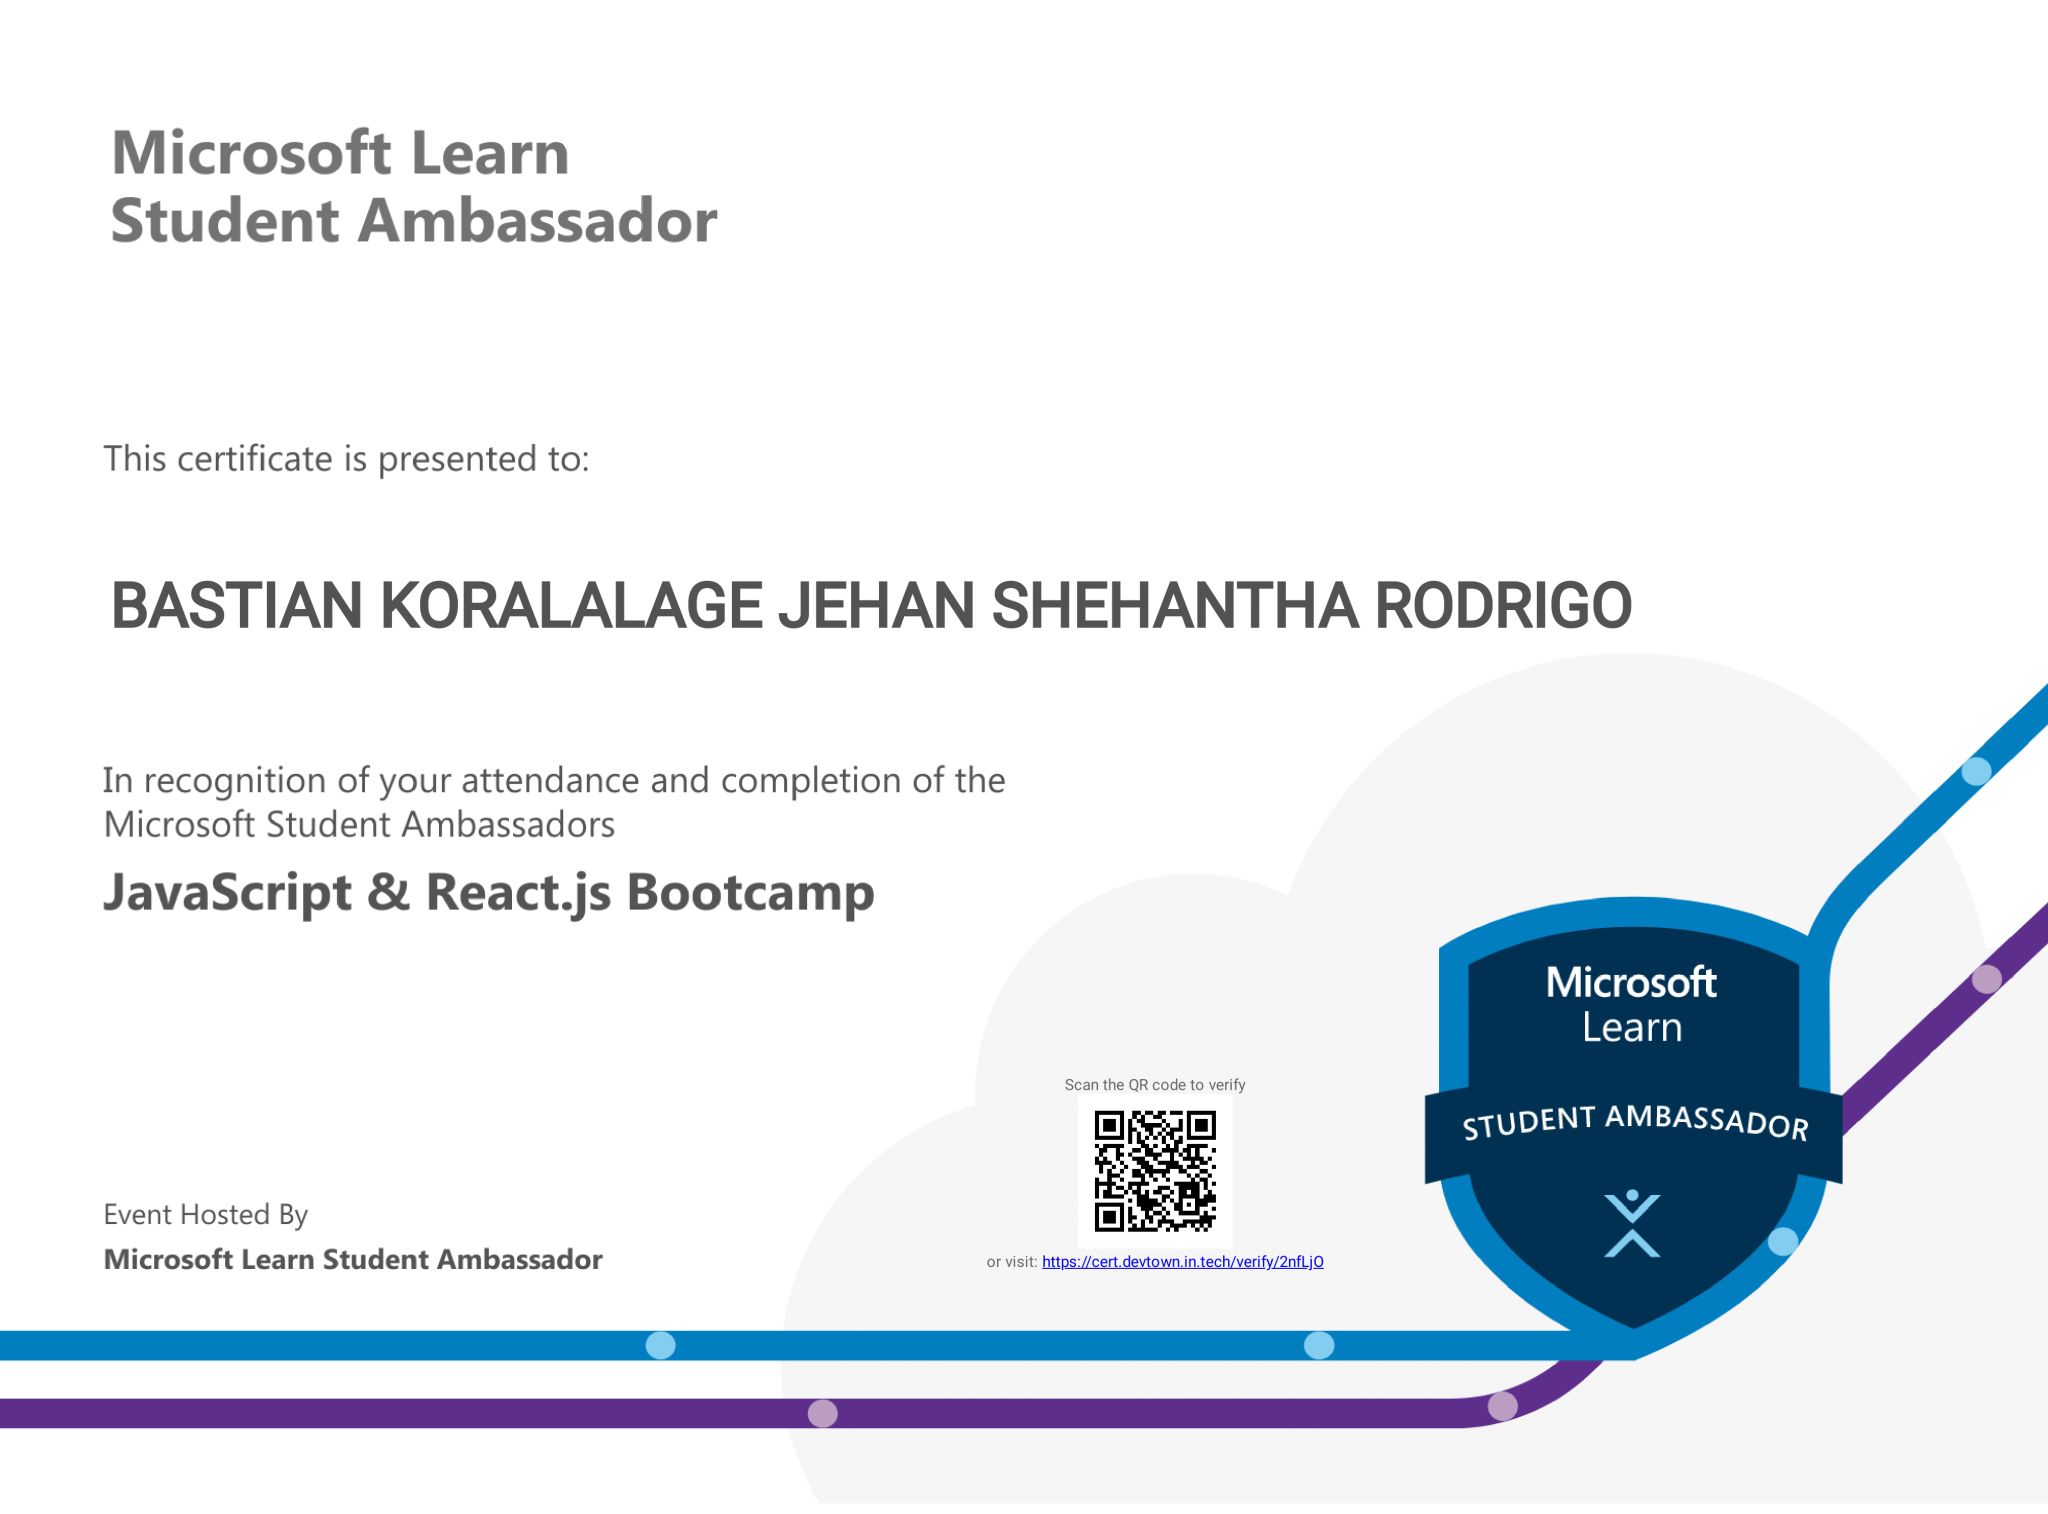 Microsoft Learn
Student Ambassador
This certificate is presented to:
BASTIAN KORALALAGE JEHAN SHEHANTHA RODRIGO
In recognition of your attendance and completion of the
Microsoft Student Ambassadors
JavaScript & React.js Bootcamp
Microsoft
Learn
STUDENT AMBASSADOR
Scan the QR code to verify
or visit: https://cert.devtown.in.tech/verify/2nfLjO
Event Hosted By
Microsoft Learn Student Ambassador